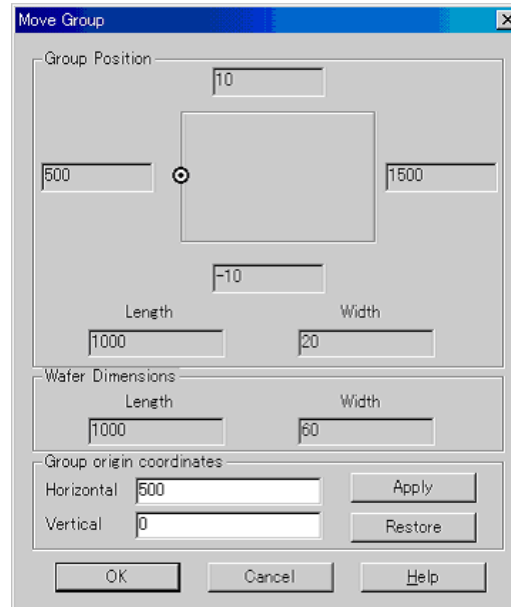 Move Group
Group Position
10
500
1500
-10
Length Width
1000 20
Wafer Dimensions
Length Width
1000 60
Group origin coordinates
Horizontal 500 Apply
Vertical 0 Restore
OK Cancel Help